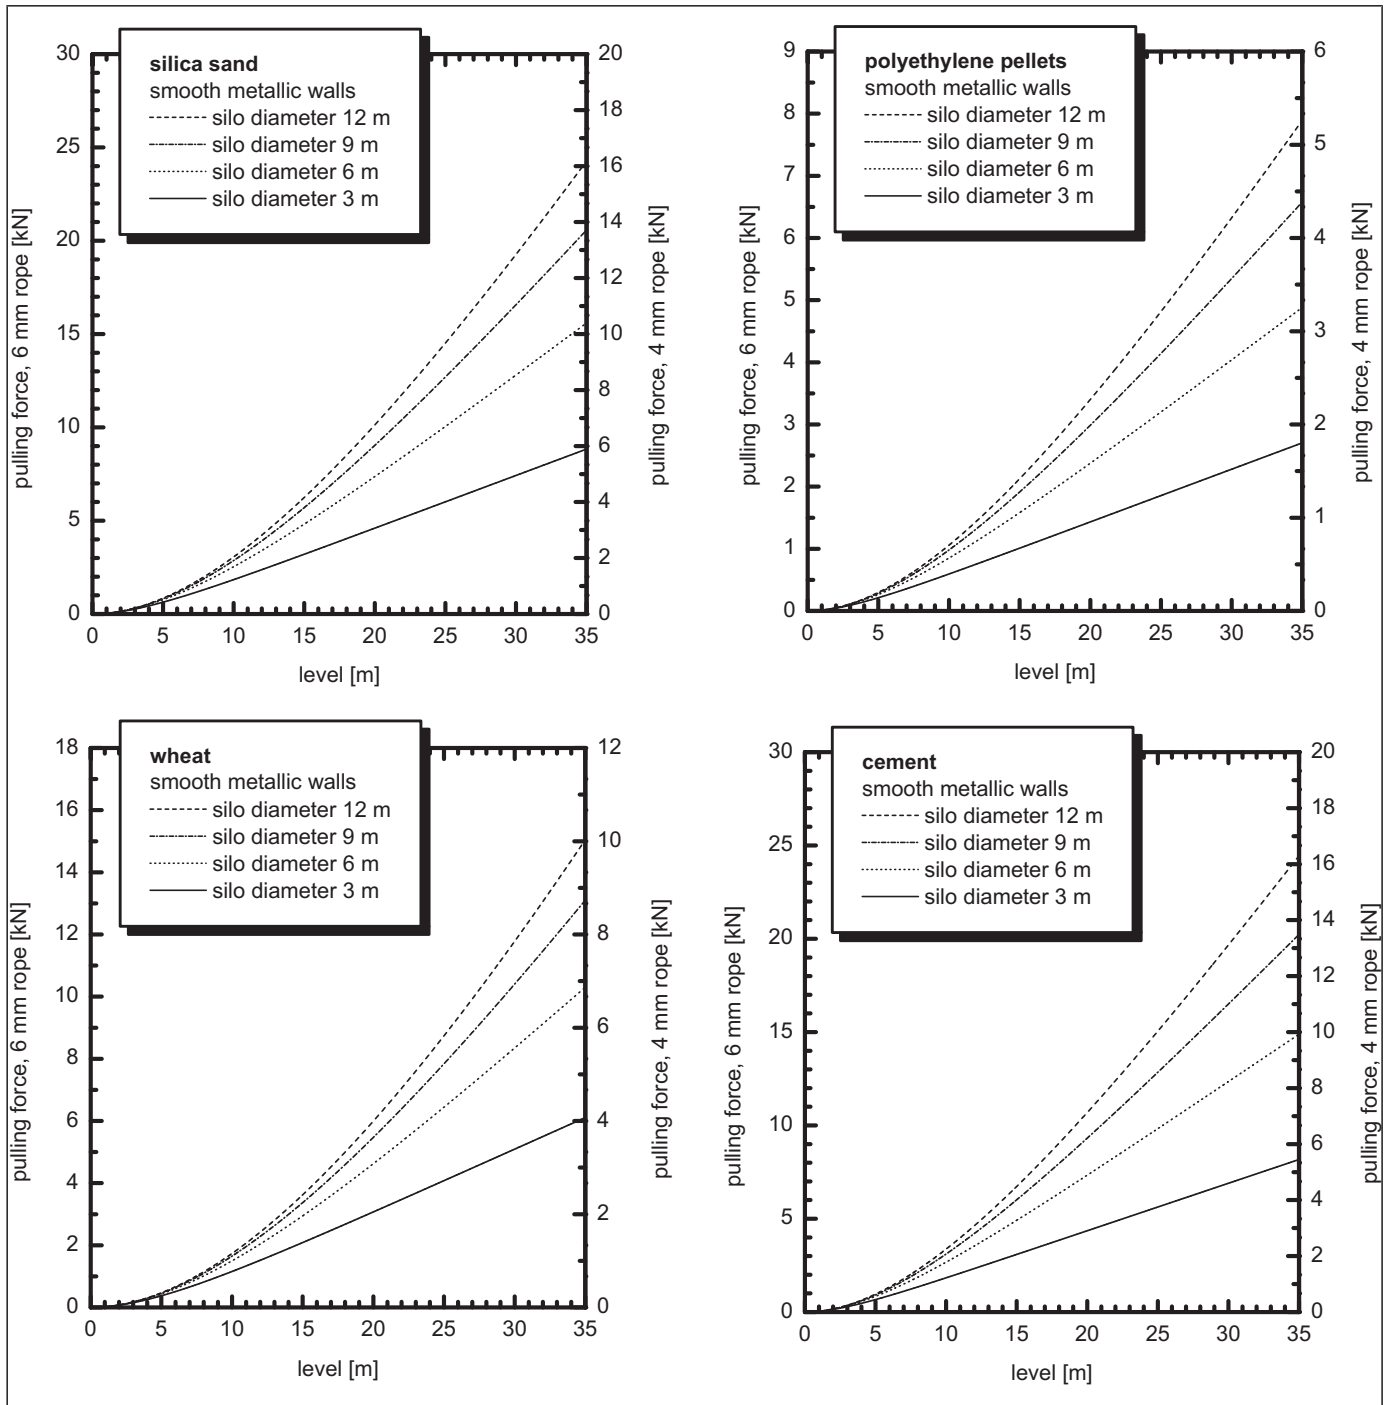 silica sand
smooth metallic walls
silo diameter 12 m
silo diameter 9 m
silo diameter 6 m
silo diameter 3 m
pulling force, 6 mm rope [kN]
30
25
20
15
10
5
0
20
18
16
14
12
10
8
6
4
2
0
pulling force, 4 mm rope [kN]
0 5 10 15 20 25 30 35
level [m]
polyethylene pellets
smooth metallic walls
silo diameter 12 m
silo diameter 9 m
silo diameter 6 m
silo diameter 3 m
pulling force, 6 mm rope [kN]
9
8
7
6
5
4
3
2
1
0
6
5
4
3
2
1
0
pulling force, 4 mm rope [kN]
0 5 10 15 20 25 30 35
level [m]
wheat
smooth metallic walls
silo diameter 12 m
silo diameter 9 m
silo diameter 6 m
silo diameter 3 m
pulling force, 6 mm rope [kN]
18
16
14
12
10
8
6
4
2
0
12
10
8
6
4
2
0
pulling force, 4 mm rope [kN]
0 5 10 15 20 25 30 35
level [m]
cement
smooth metallic walls
silo diameter 12 m
silo diameter 9 m
silo diameter 6 m
silo diameter 3 m
pulling force, 6 mm rope [kN]
30
25
20
15
10
5
0
20
18
16
14
12
10
8
6
4
2
0
pulling force, 4 mm rope [kN]
0 5 10 15 20 25 30 35
level [m]